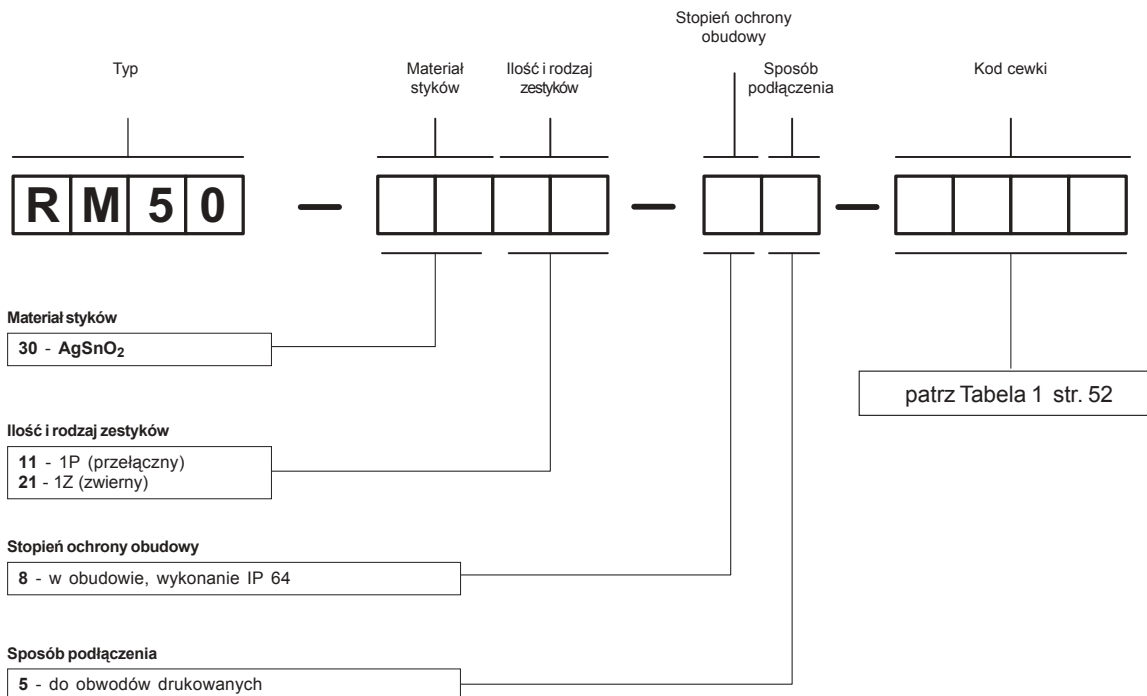 Stopień ochrony
obudowy
Typ
Materiał
styków
Ilość i rodzaj
zestyków
Sposób
podłączenia
Kod cewki
RM50 — —  —
Materiał styków
30 - AgSnO2
patrz Tabela 1 str. 52
Ilość i rodzaj zestyków
11 - 1P (przełączny)
21 - 1Z (zwierny)
Stopień ochrony obudowy
8 - w obudowie, wykonanie IP 64
Sposób podłączenia
5 - do obwodów drukowanych